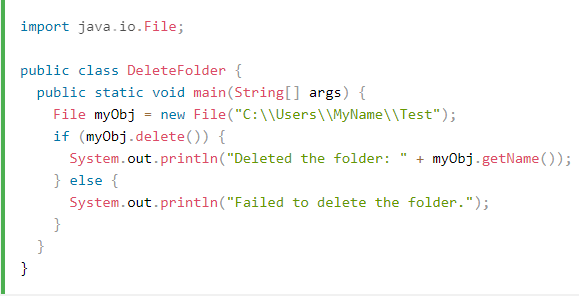 import java.io.File;
public class DeleteFolder {
public static void main(String[] args) {
File myObj = new File("C:\\Users\\MyName\\Test");
if (myObj.delete()) {
System.out.println("Deleted the folder: " + myObj.getName());
} else {
System.out.println("Failed to delete the folder.");
}
}
}